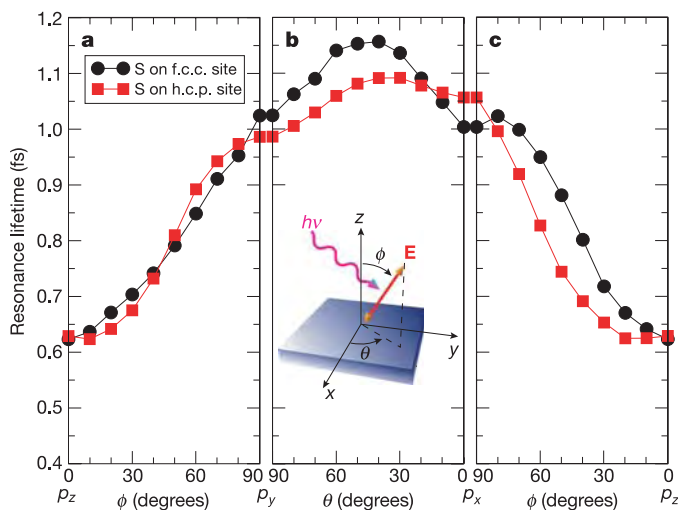 a
b
c
S on f.c.c. site
S on h.c.p. site
Resonance lifetime (fs)
1.2
1.1
1.0
0.9
0.8
0.7
0.6
0.5
0.4
hν
z
ϕ
E
y
θ
x
0 30 60 90
90 60 30 0
90 60 30 0
p_z ϕ (degrees) p_y θ (degrees) p_x ϕ (degrees) p_z